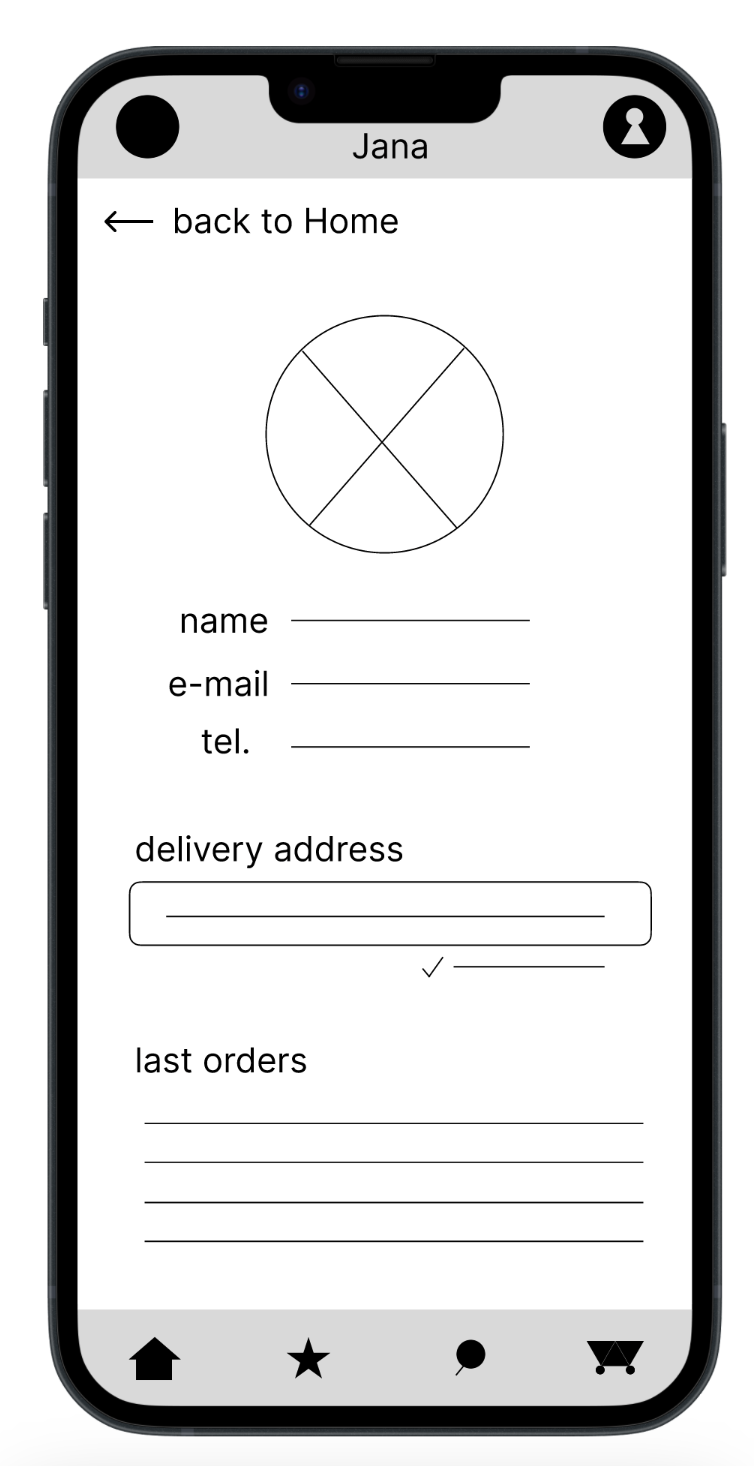 Jana
back to Home
name
e-mail
tel.
delivery address
last orders